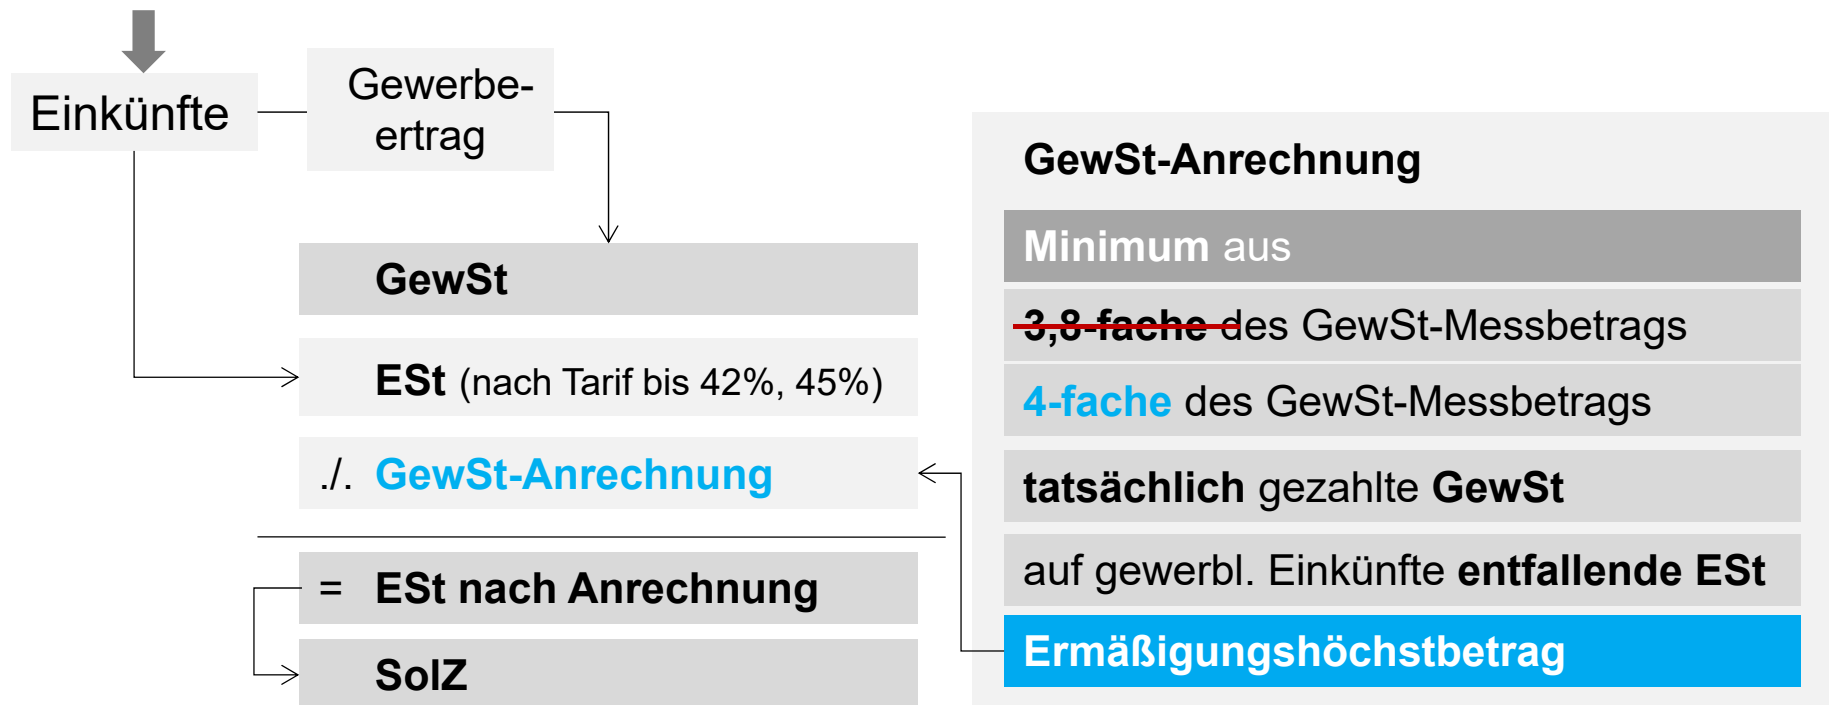 Einkünfte
Gewerbe-
ertrag
GewSt
ESt (nach Tarif bis 42%, 45%)
./. GewSt-Anrechnung
= ESt nach Anrechnung
SolZ
GewSt-Anrechnung
Minimum aus
3,8-fache des GewSt-Messbetrags
4-fache des GewSt-Messbetrags
tatsächlich gezahlte GewSt
auf gewerbl. Einkünfte entfallende ESt
Ermäßigungshöchstbetrag